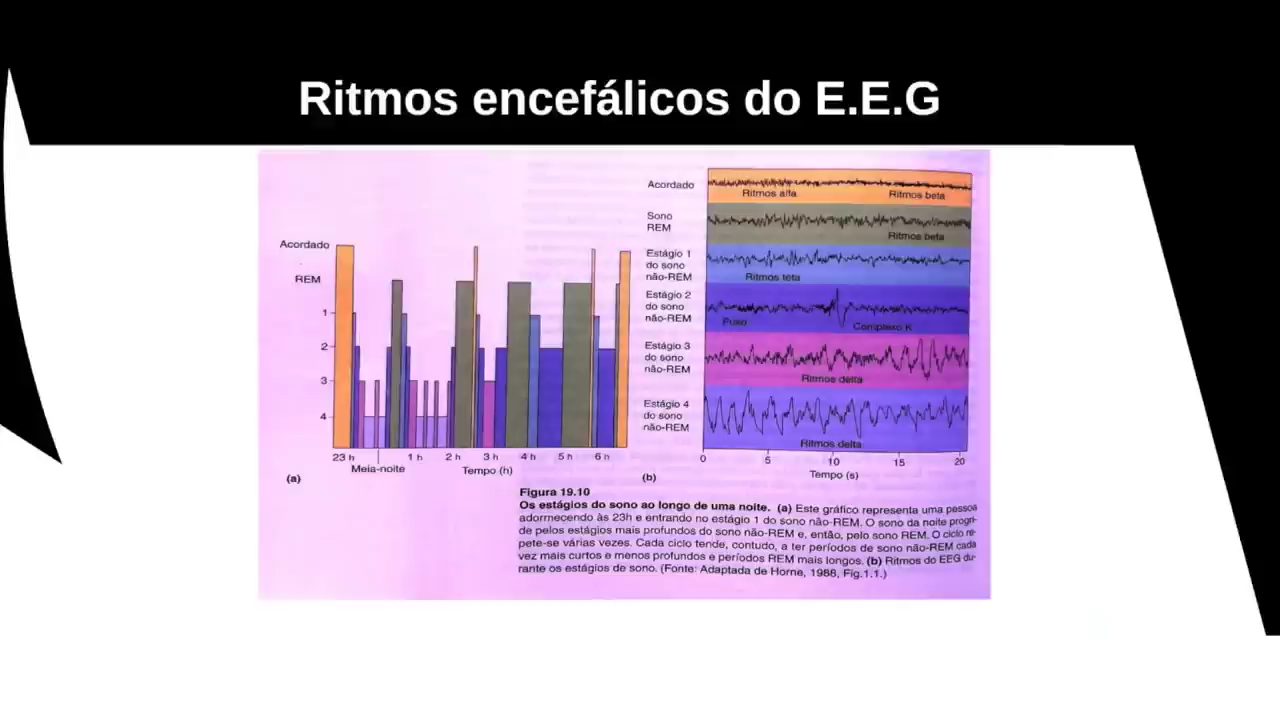 Ritmos encefálicos do E.E.G
Acordado
REM
1
2
3
4
23 h
Meia-noite
1 h
2 h
3 h
4 h
5 h
6 h
Tempo (h)
(a)
Acordado
Ritmos alfa
Ritmos beta
Sono
REM
Ritmos beta
Estágio 1
do sono
não-REM
Ritmos teta
Estágio 2
do sono
não-REM
Fuso
Complexo K
Estágio 3
do sono
não-REM
Ritmos delta
Estágio 4
do sono
não-REM
Ritmos delta
0
5
10
15
20
Tempo (s)
(b)
Figura 19.10
Os estágios do sono ao longo de uma noite. (a) Este gráfico representa uma pessoa
adormecendo às 23h e entrando no estágio 1 do sono não-REM. O sono da noite progri-
de pelos estágios mais profundos do sono não-REM e, então, pelo sono REM. O ciclo re-
pete-se várias vezes. Cada ciclo tende, contudo, a ter períodos de sono não-REM cada
vez mais curtos e menos profundos e períodos REM mais longos. (b) Ritmos do EEG du-
rante os estágios de sono. (Fonte: Adaptada de Horne, 1988, Fig.1.1.)